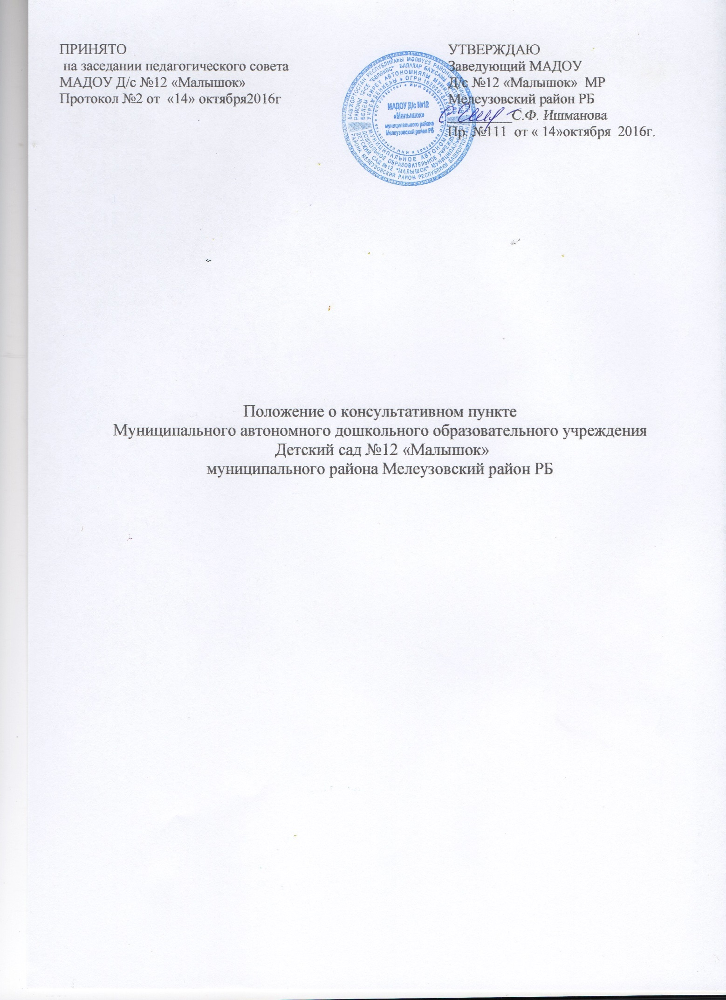 ПРИНЯТО
на заседании педагогического совета
МАДОУ Д/с №12 «Малышок»
Протокол №2 от «14» октября2016г
УТВЕРЖДАЮ
Заведующий МАДОУ
Д/с №12 «Малышок» МР
Мелеузовский район РБ
__________С.Ф. Ишманова
Пр. №111 от « 14»октября 2016г.
МАДОУ Д/с №12
«Малышок»
муниципального района
Мелеузовский район РБ
МУНИЦИПАЛЬНОЕ АВТОНОМНОЕ
ДОШКОЛЬНОЕ ОБРАЗОВАТЕЛЬНОЕ УЧРЕЖДЕНИЕ
ДЕТСКИЙ САД №12 "МАЛЫШОК" МУНИЦИПАЛЬНОГО
РАЙОНА МЕЛЕУЗОВСКИЙ РАЙОН РЕСПУБЛИКИ БАШКОРТОСТАН
Положение о консультативном пункте
Муниципального автономного дошкольного образовательного учреждения
Детский сад №12 «Малышок»
муниципального района Мелеузовский район РБ